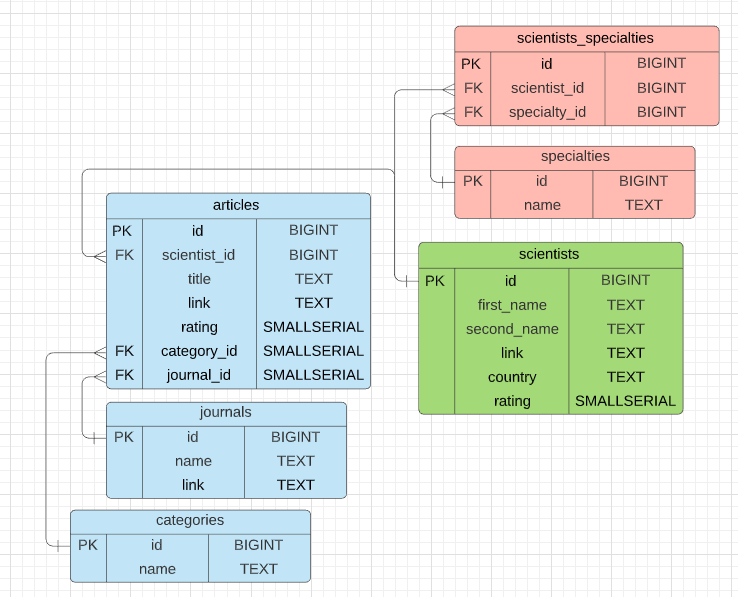 scientists_specialties
PK id BIGINT
FK scientist_id BIGINT
FK specialty_id BIGINT
specialties
PK id BIGINT
name TEXT
articles
PK id BIGINT
FK scientist_id BIGINT
title TEXT
link TEXT
rating SMALLSERIAL
FK category_id SMALLSERIAL
FK journal_id SMALLSERIAL
scientists
PK id BIGINT
first_name TEXT
second_name TEXT
link TEXT
country TEXT
rating SMALLSERIAL
journals
PK id BIGINT
name TEXT
link TEXT
categories
PK id BIGINT
name TEXT